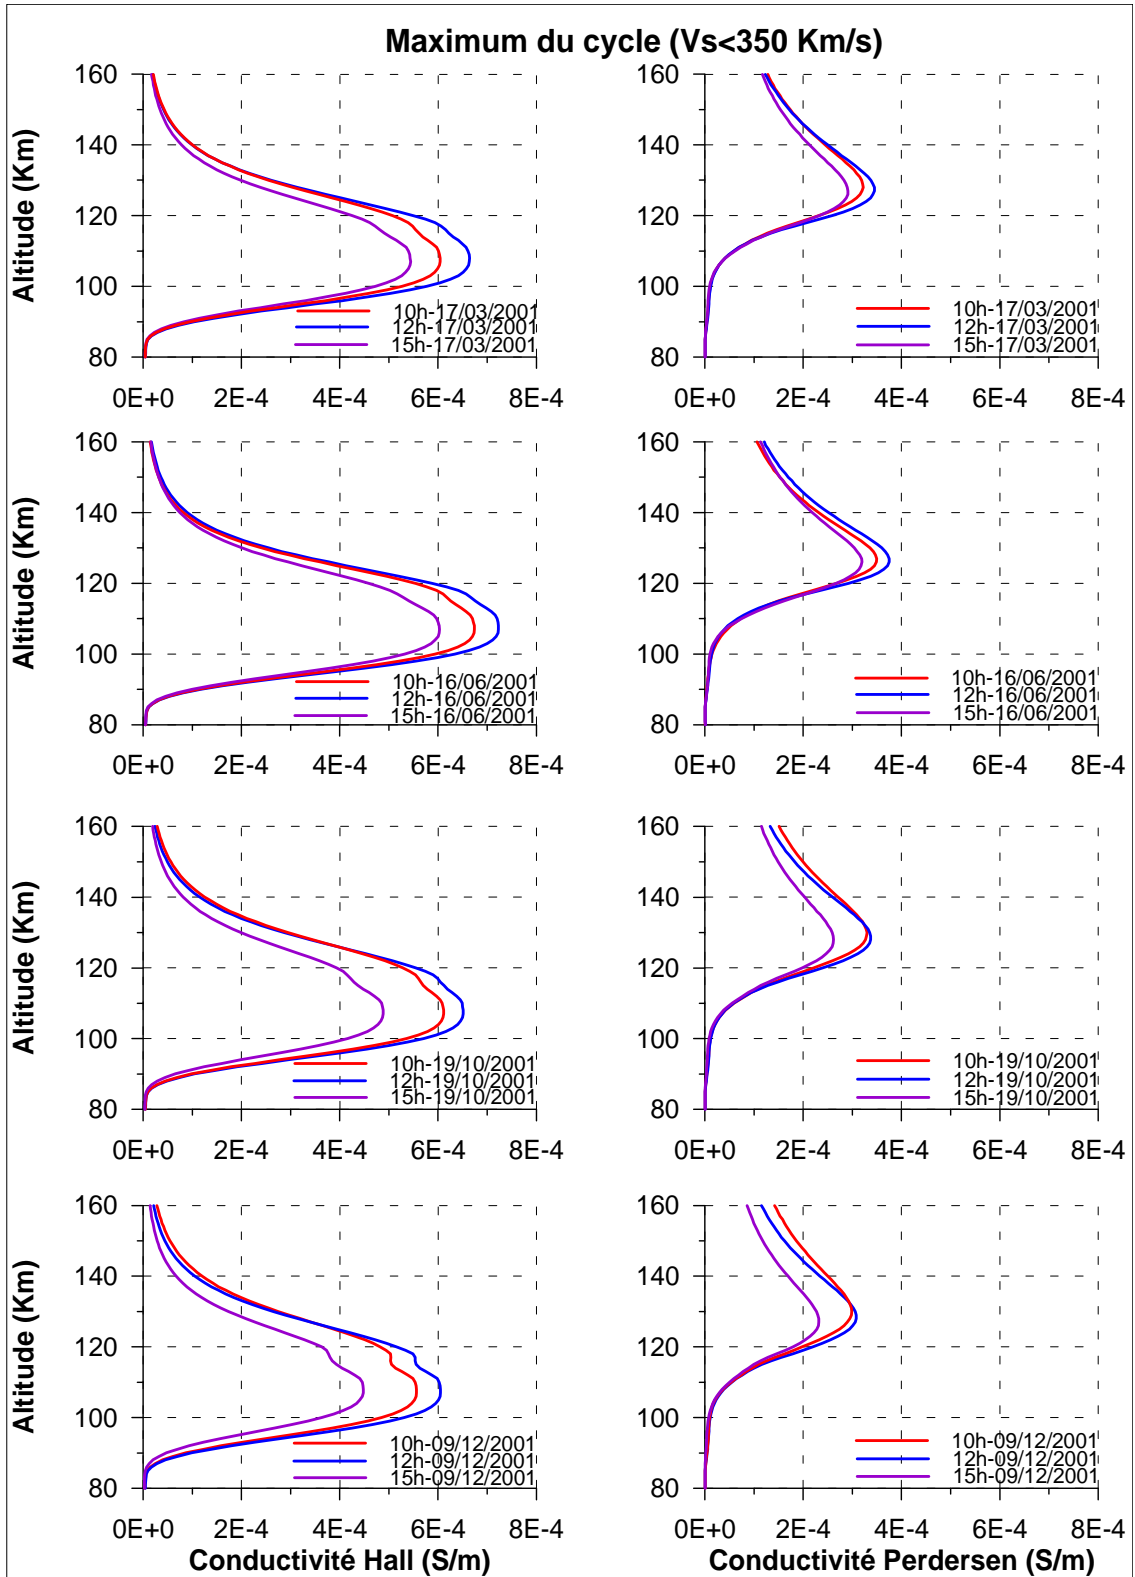 Maximum du cycle (Vs<350 Km/s)
160
140
120
100
80
Altitude (Km)
0E+0 2E-4 4E-4 6E-4 8E-4
10h-17/03/2001
12h-17/03/2001
15h-17/03/2001
160
140
120
100
80
0E+0 2E-4 4E-4 6E-4 8E-4
10h-17/03/2001
12h-17/03/2001
15h-17/03/2001
160
140
120
100
80
Altitude (Km)
0E+0 2E-4 4E-4 6E-4 8E-4
10h-16/06/2001
12h-16/06/2001
15h-16/06/2001
160
140
120
100
80
0E+0 2E-4 4E-4 6E-4 8E-4
10h-16/06/2001
12h-16/06/2001
15h-16/06/2001
160
140
120
100
80
Altitude (Km)
0E+0 2E-4 4E-4 6E-4 8E-4
10h-19/10/2001
12h-19/10/2001
15h-19/10/2001
160
140
120
100
80
0E+0 2E-4 4E-4 6E-4 8E-4
10h-19/10/2001
12h-19/10/2001
15h-19/10/2001
160
140
120
100
80
Altitude (Km)
0E+0 2E-4 4E-4 6E-4 8E-4
10h-09/12/2001
12h-09/12/2001
15h-09/12/2001
Conductivité Hall (S/m)
160
140
120
100
80
0E+0 2E-4 4E-4 6E-4 8E-4
10h-09/12/2001
12h-09/12/2001
15h-09/12/2001
Conductivité Perdersen (S/m)